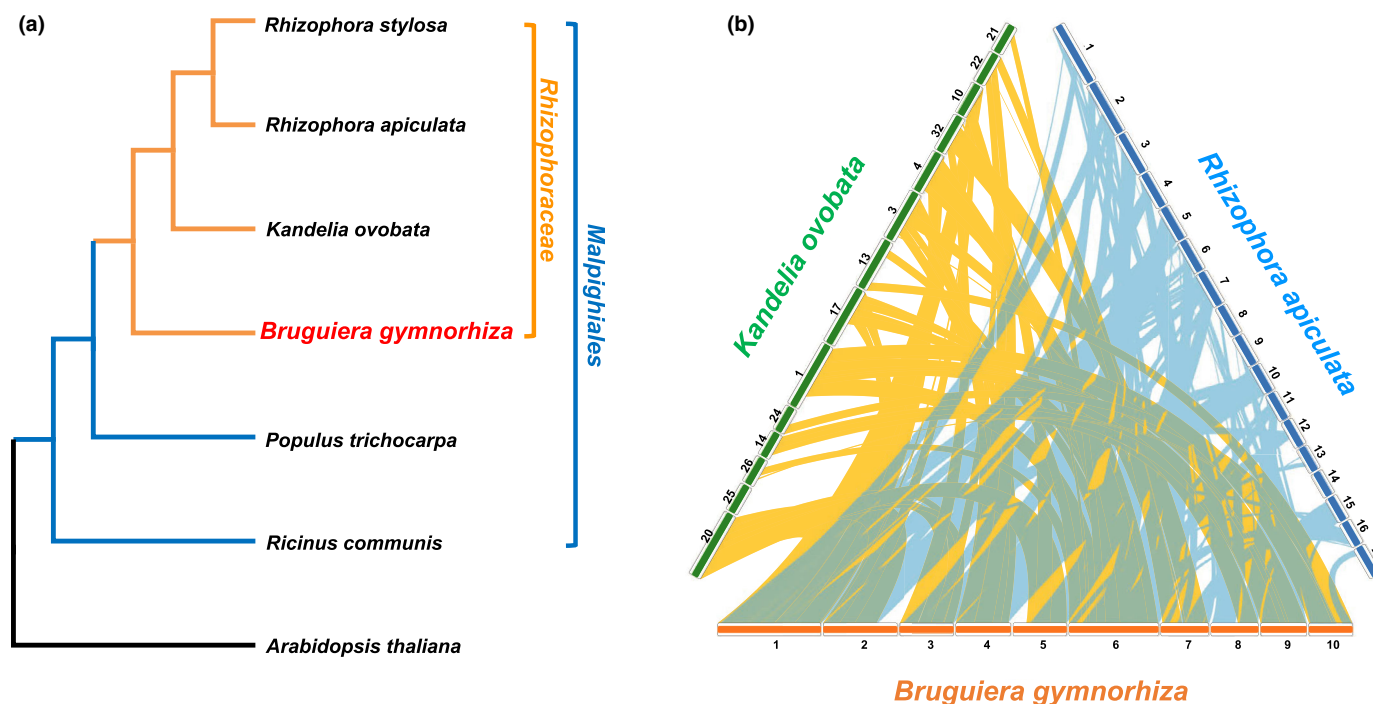 (a)
Rhizophora stylosa
Rhizophora apiculata
Kandelia ovobata
Bruguiera gymnorhiza
Populus trichocarpa
Ricinus communis
Arabidopsis thaliana
Rhizophoraceae
Malpighiales
(b)
Kandelia ovobata
21
22
10
32
4
3
13
17
1
24
14
26
25
20
Rhizophora apiculata
1
2
3
4
5
6
7
8
9
10
11
12
13
14
15
16
1 2 3 4 5 6 7 8 9 10
Bruguiera gymnorhiza